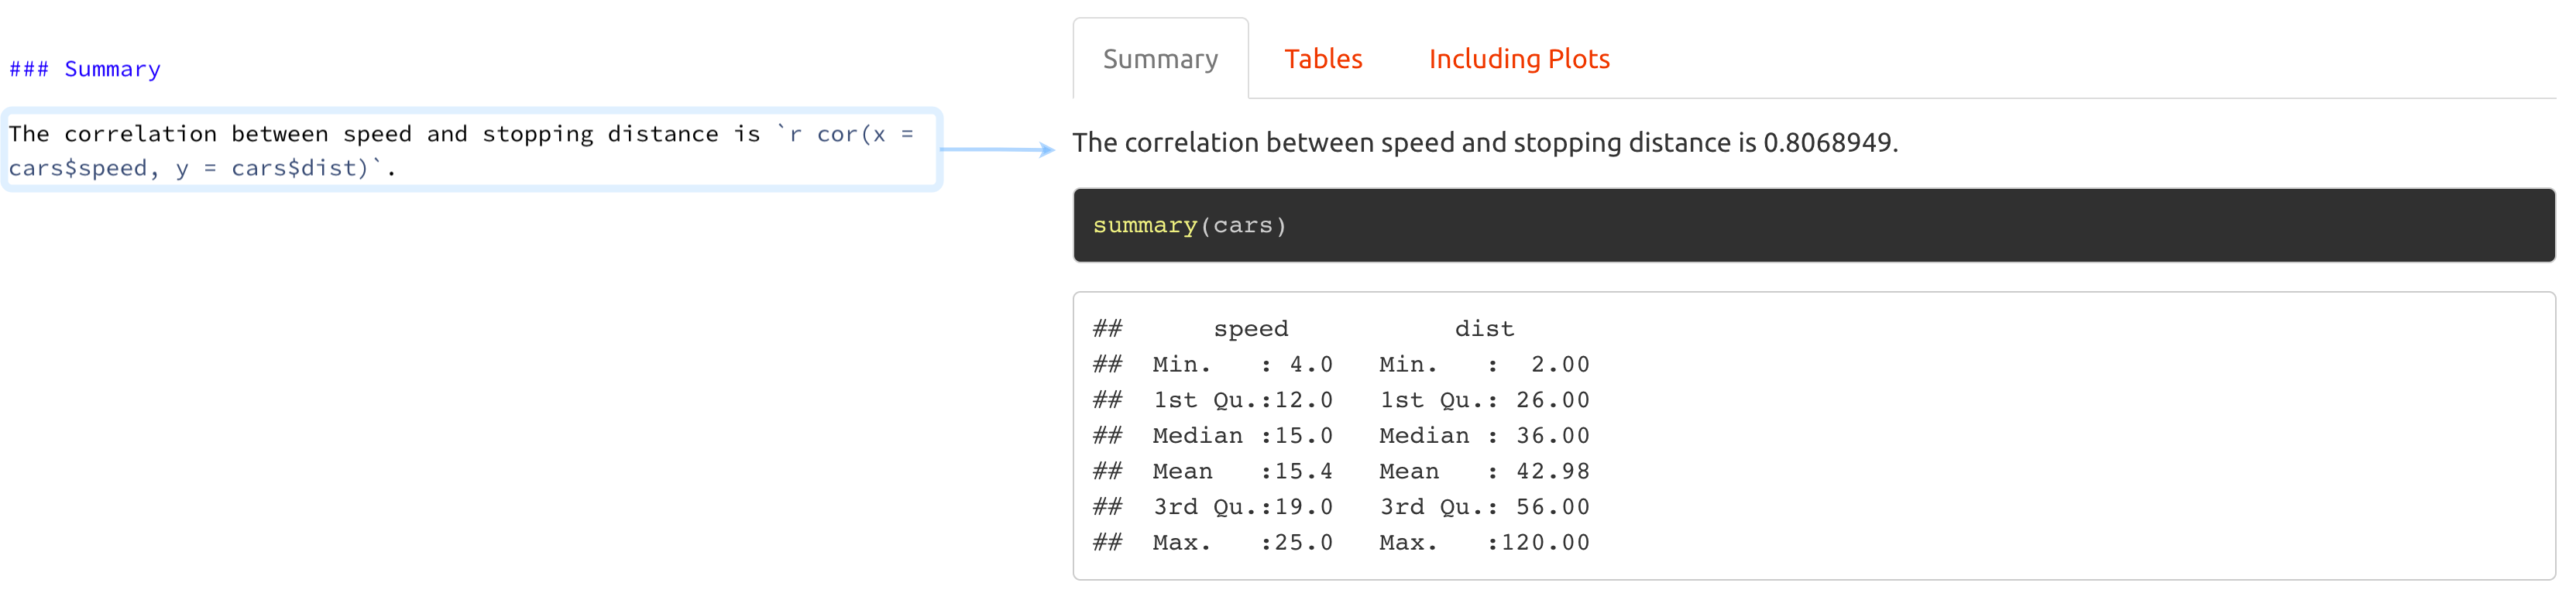 ### Summary
The correlation between speed and stopping distance is `r cor(x =
cars$speed, y = cars$dist)`.
Summary Tables Including Plots
The correlation between speed and stopping distance is 0.8068949.
summary(cars)
##      speed           dist
##  Min.   : 4.0   Min.   :  2.00
##  1st Qu.:12.0   1st Qu.: 26.00
##  Median :15.0   Median : 36.00
##  Mean   :15.4   Mean   : 42.98
##  3rd Qu.:19.0   3rd Qu.: 56.00
##  Max.   :25.0   Max.   :120.00